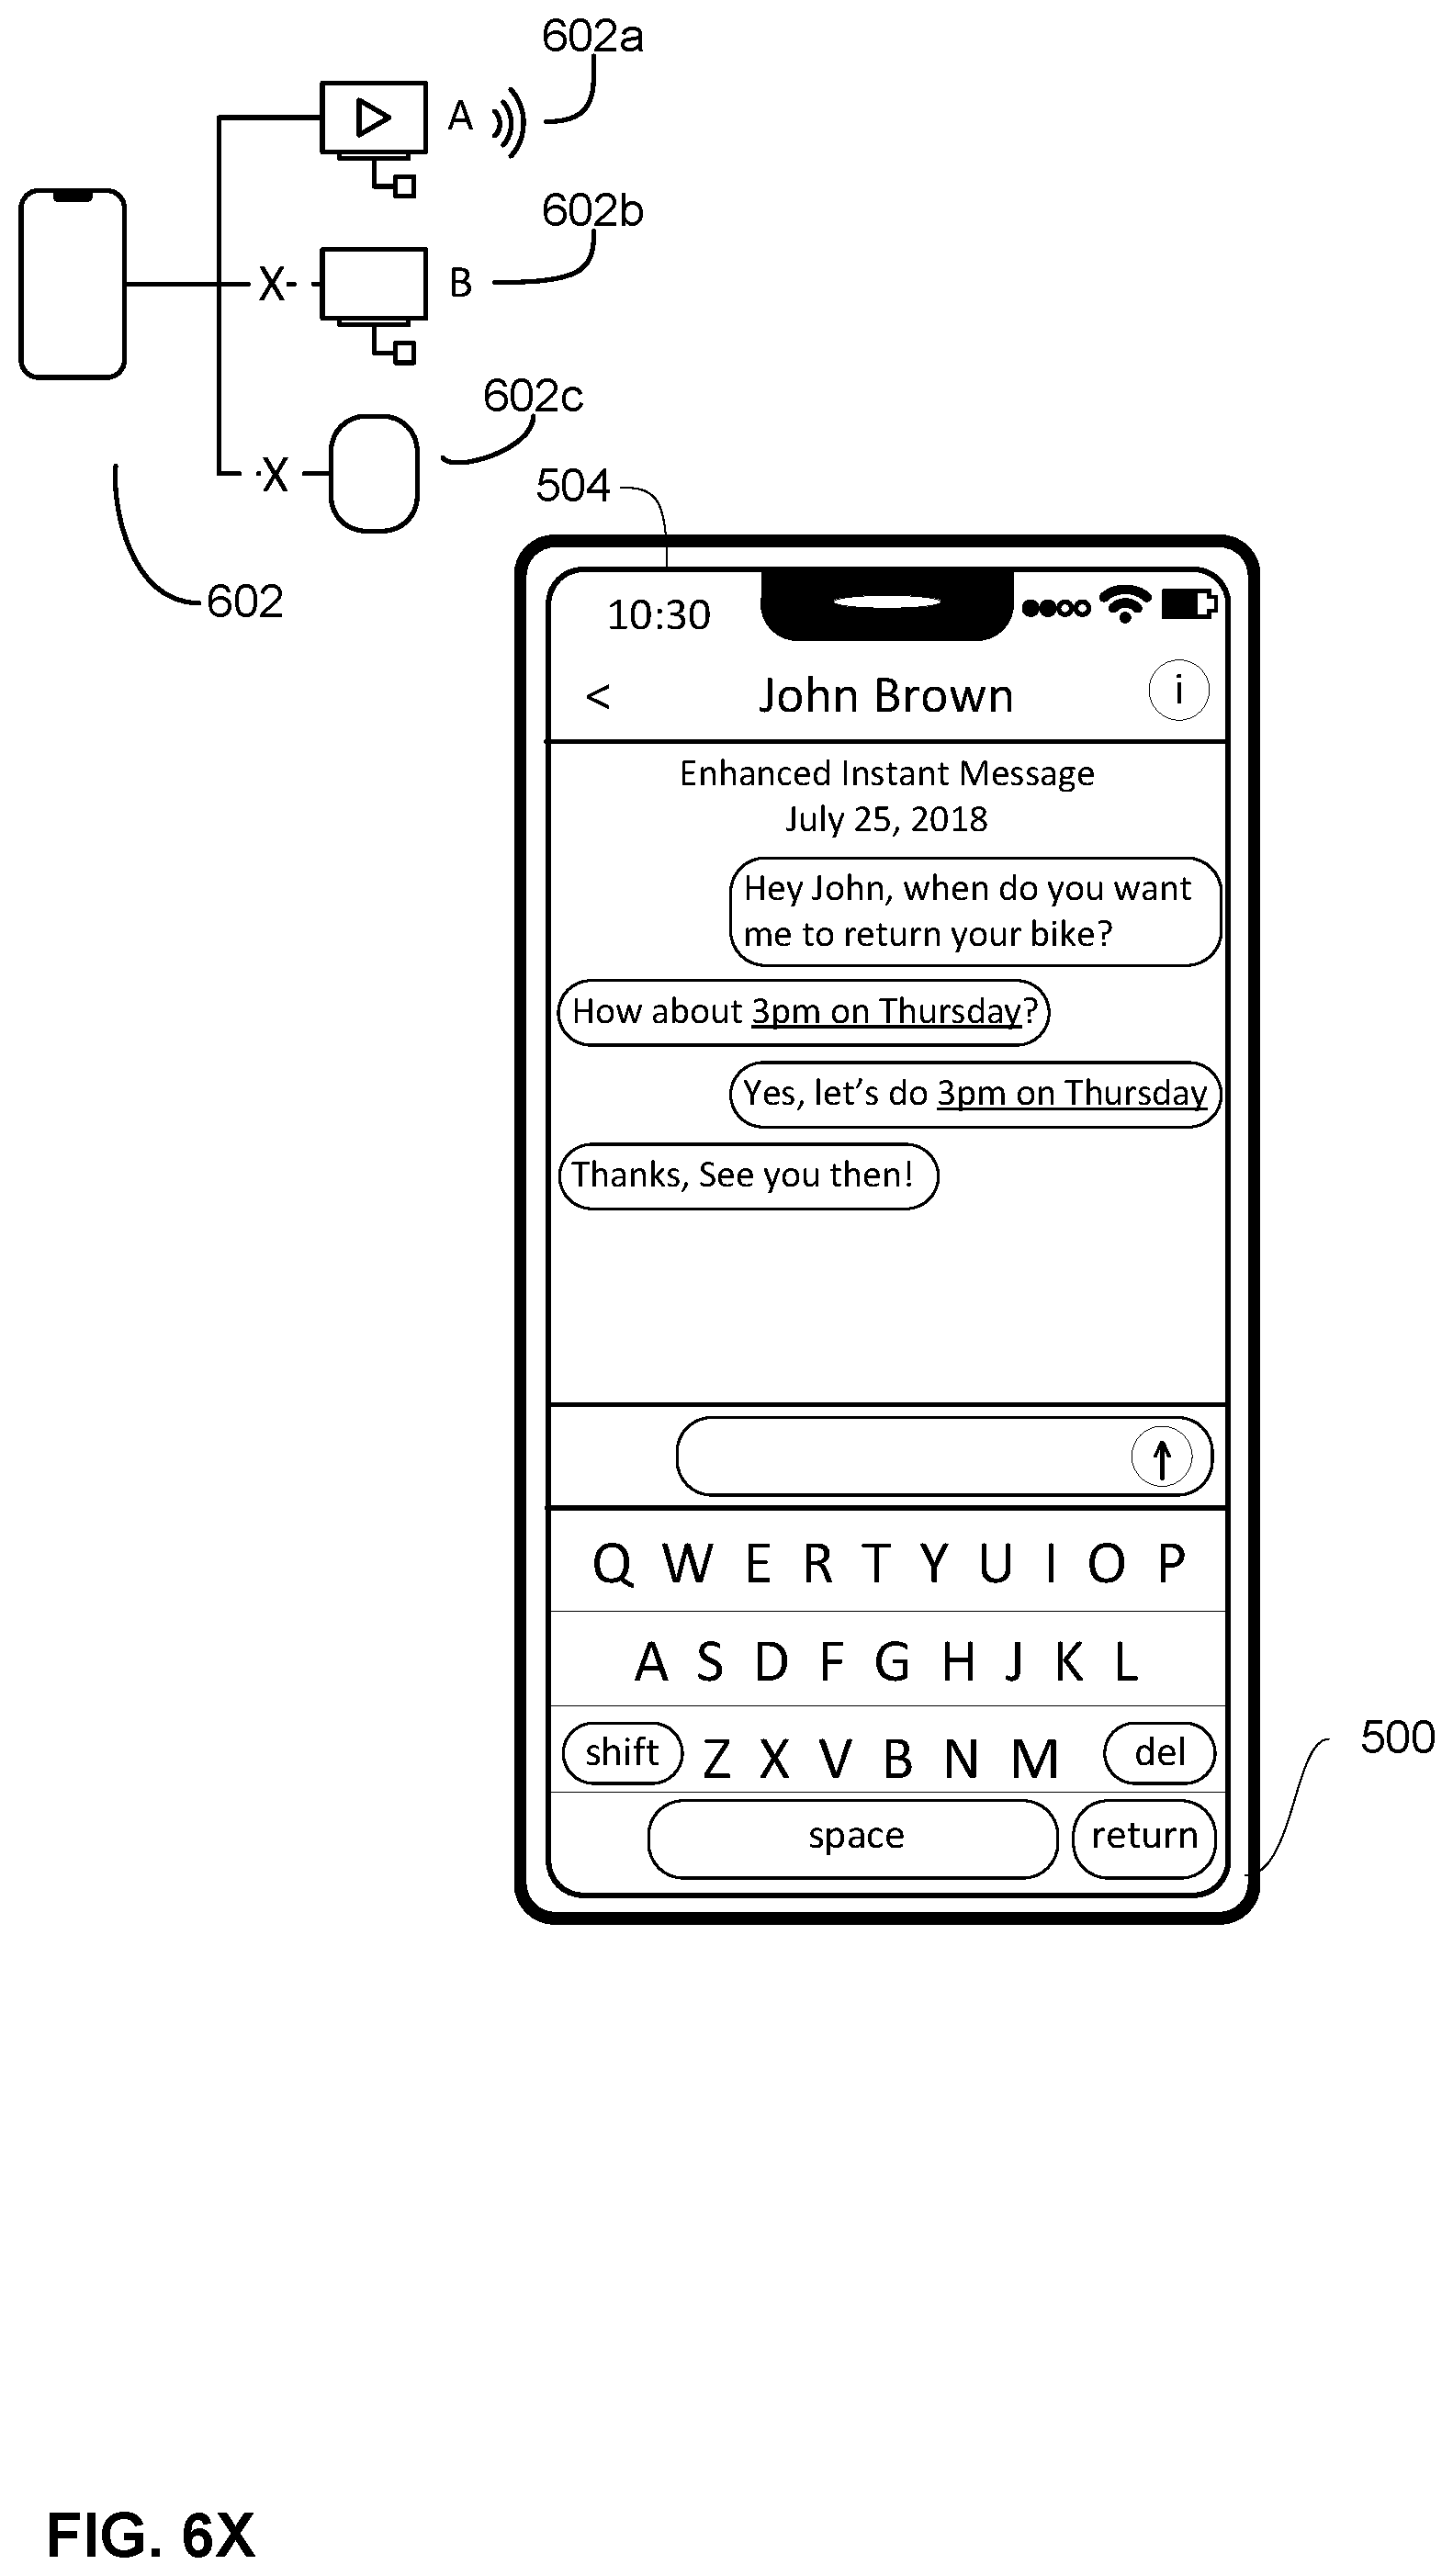 602a
A
602b
X
B
602c
X
504
602
10:30
< John Brown i
Enhanced Instant Message
July 25, 2018
Hey John, when do you want
me to return your bike?
How about 3pm on Thursday?
Yes, let’s do 3pm on Thursday
Thanks, See you then!
Q W E R T Y U I O P
A S D F G H J K L
shift Z X V B N M del
500
space return
FIG. 6X